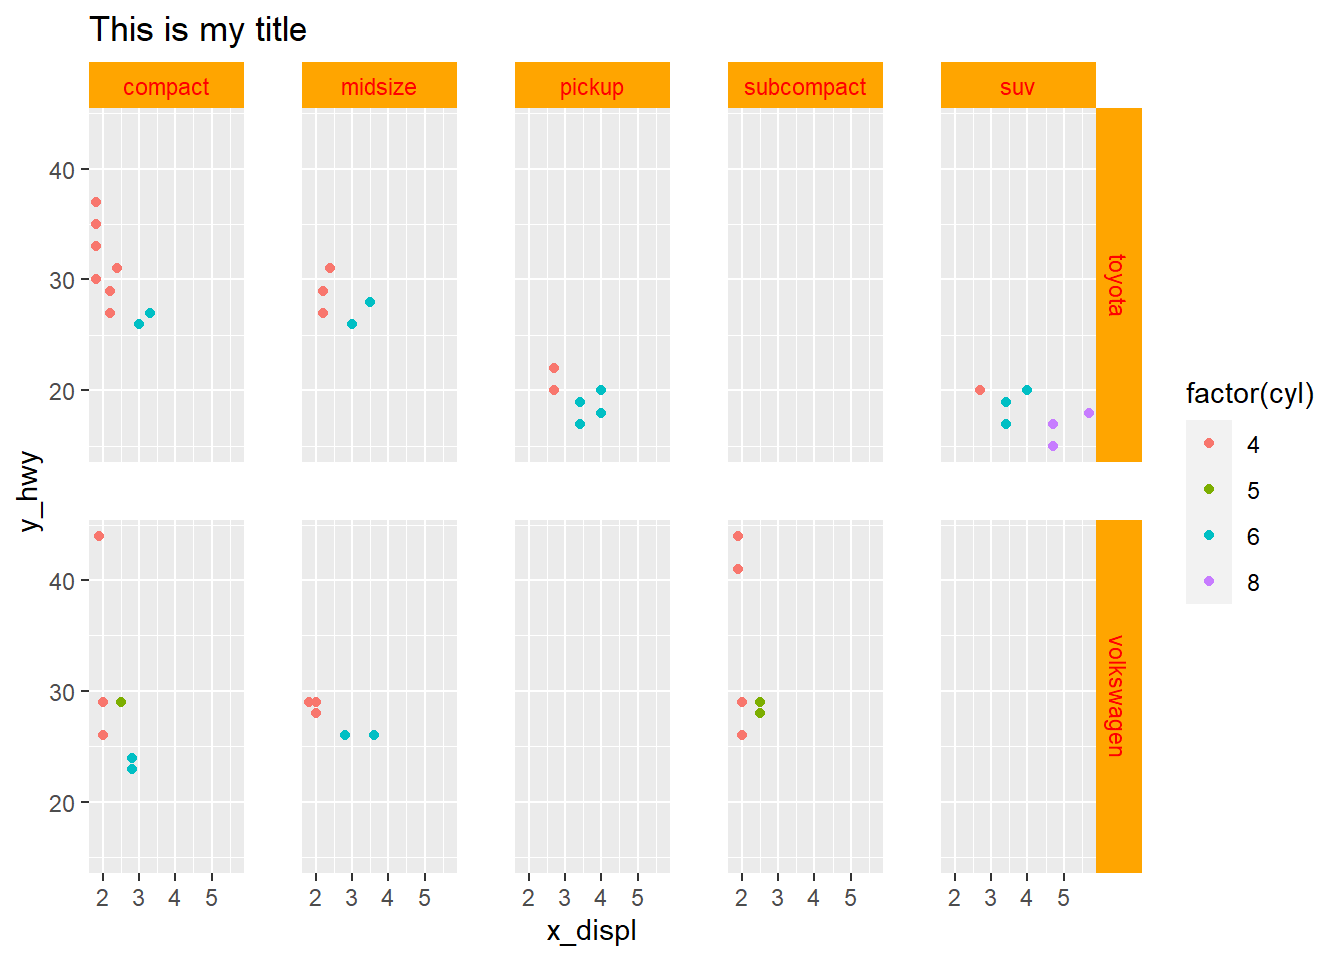 This is my title
compact midsize pickup subcompact suv
40
30
20
toyota
y_hwy
40
30
20
volkswagen
2 3 4 5 2 3 4 5 2 3 4 5 2 3 4 5 2 3 4 5
x_displ
factor(cyl)
4
5
6
8